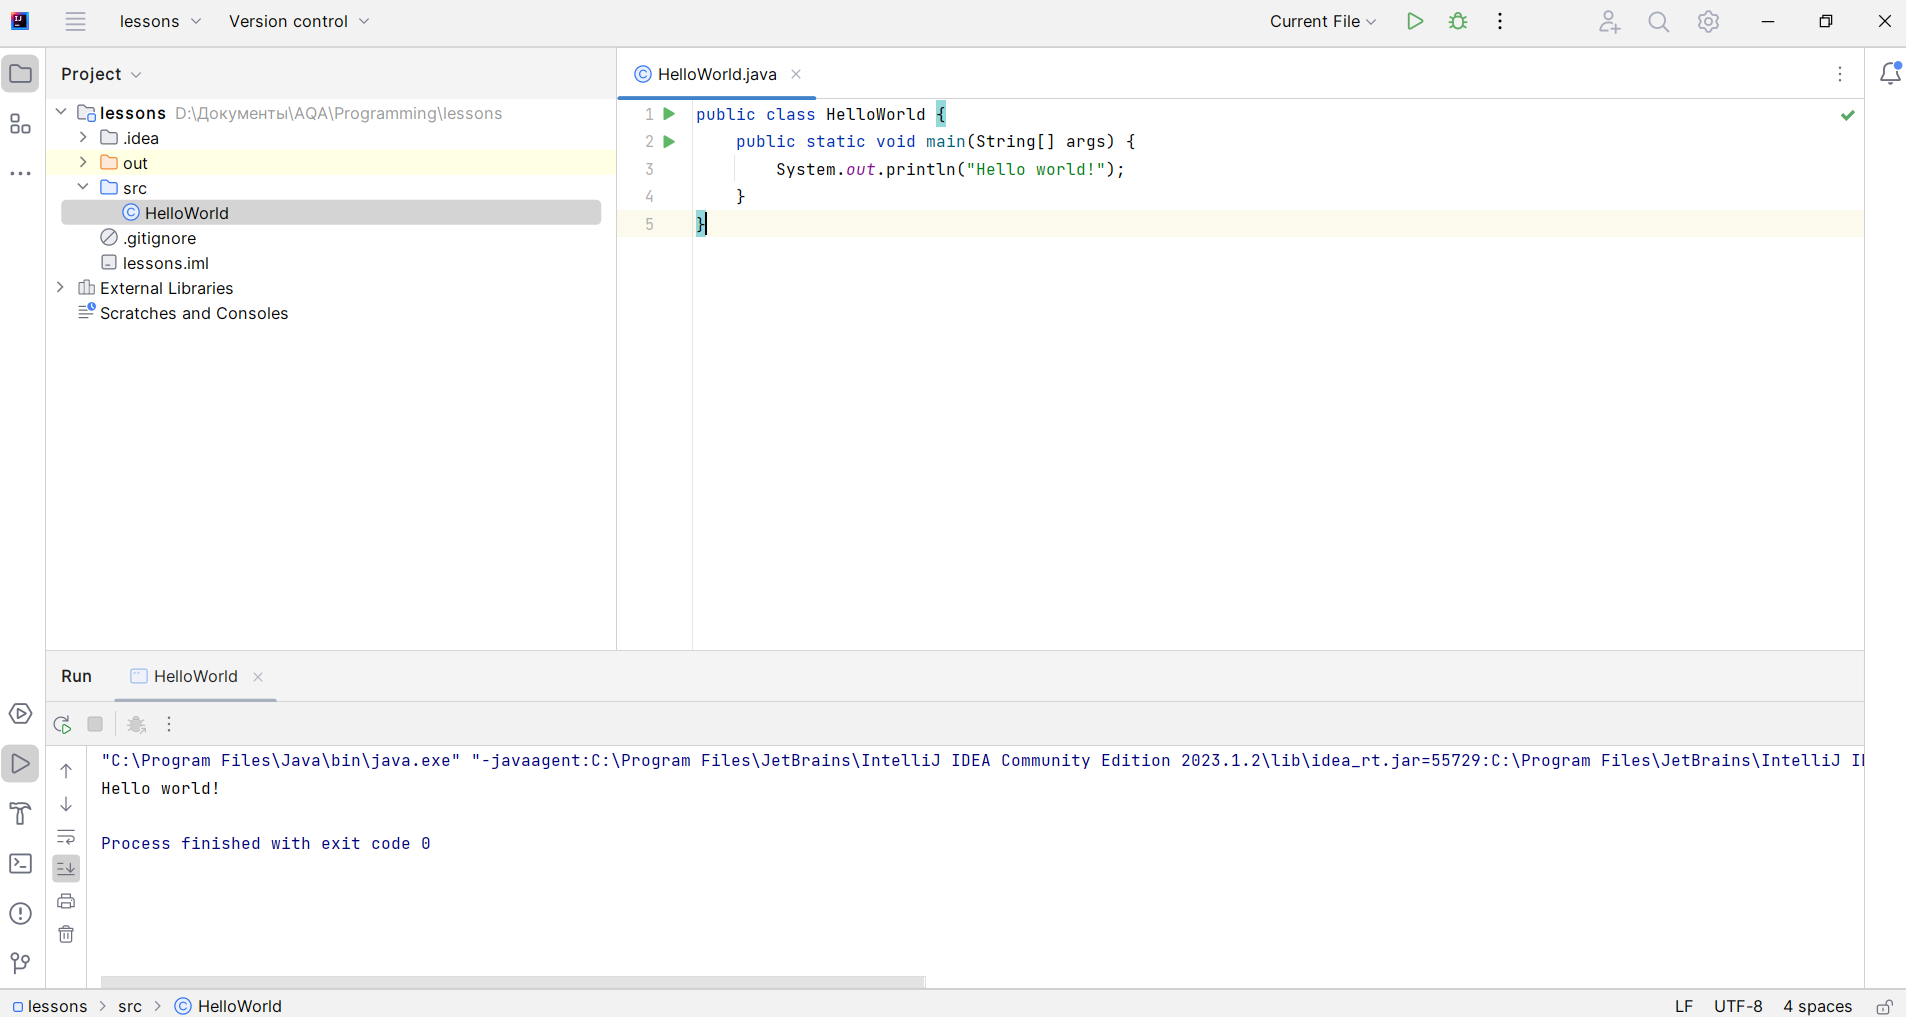 lessons Version control Current File
Project
HelloWorld.java
lessons D:\Документы\AQA\Programming\lessons
.idea
out
src
HelloWorld
.gitignore
lessons.iml
External Libraries
Scratches and Consoles
1 public class HelloWorld {
2 public static void main(String[] args) {
3 System.out.println("Hello world!");
4 }
5 }
Run HelloWorld
"C:\Program Files\Java\bin\java.exe" "-javaagent:C:\Program Files\JetBrains\IntelliJ IDEA Community Edition 2023.1.2\lib\idea_rt.jar=55729:C:\Program Files\JetBrains\IntelliJ
Hello world!
Process finished with exit code 0
lessons src HelloWorld LF UTF-8 4 spaces